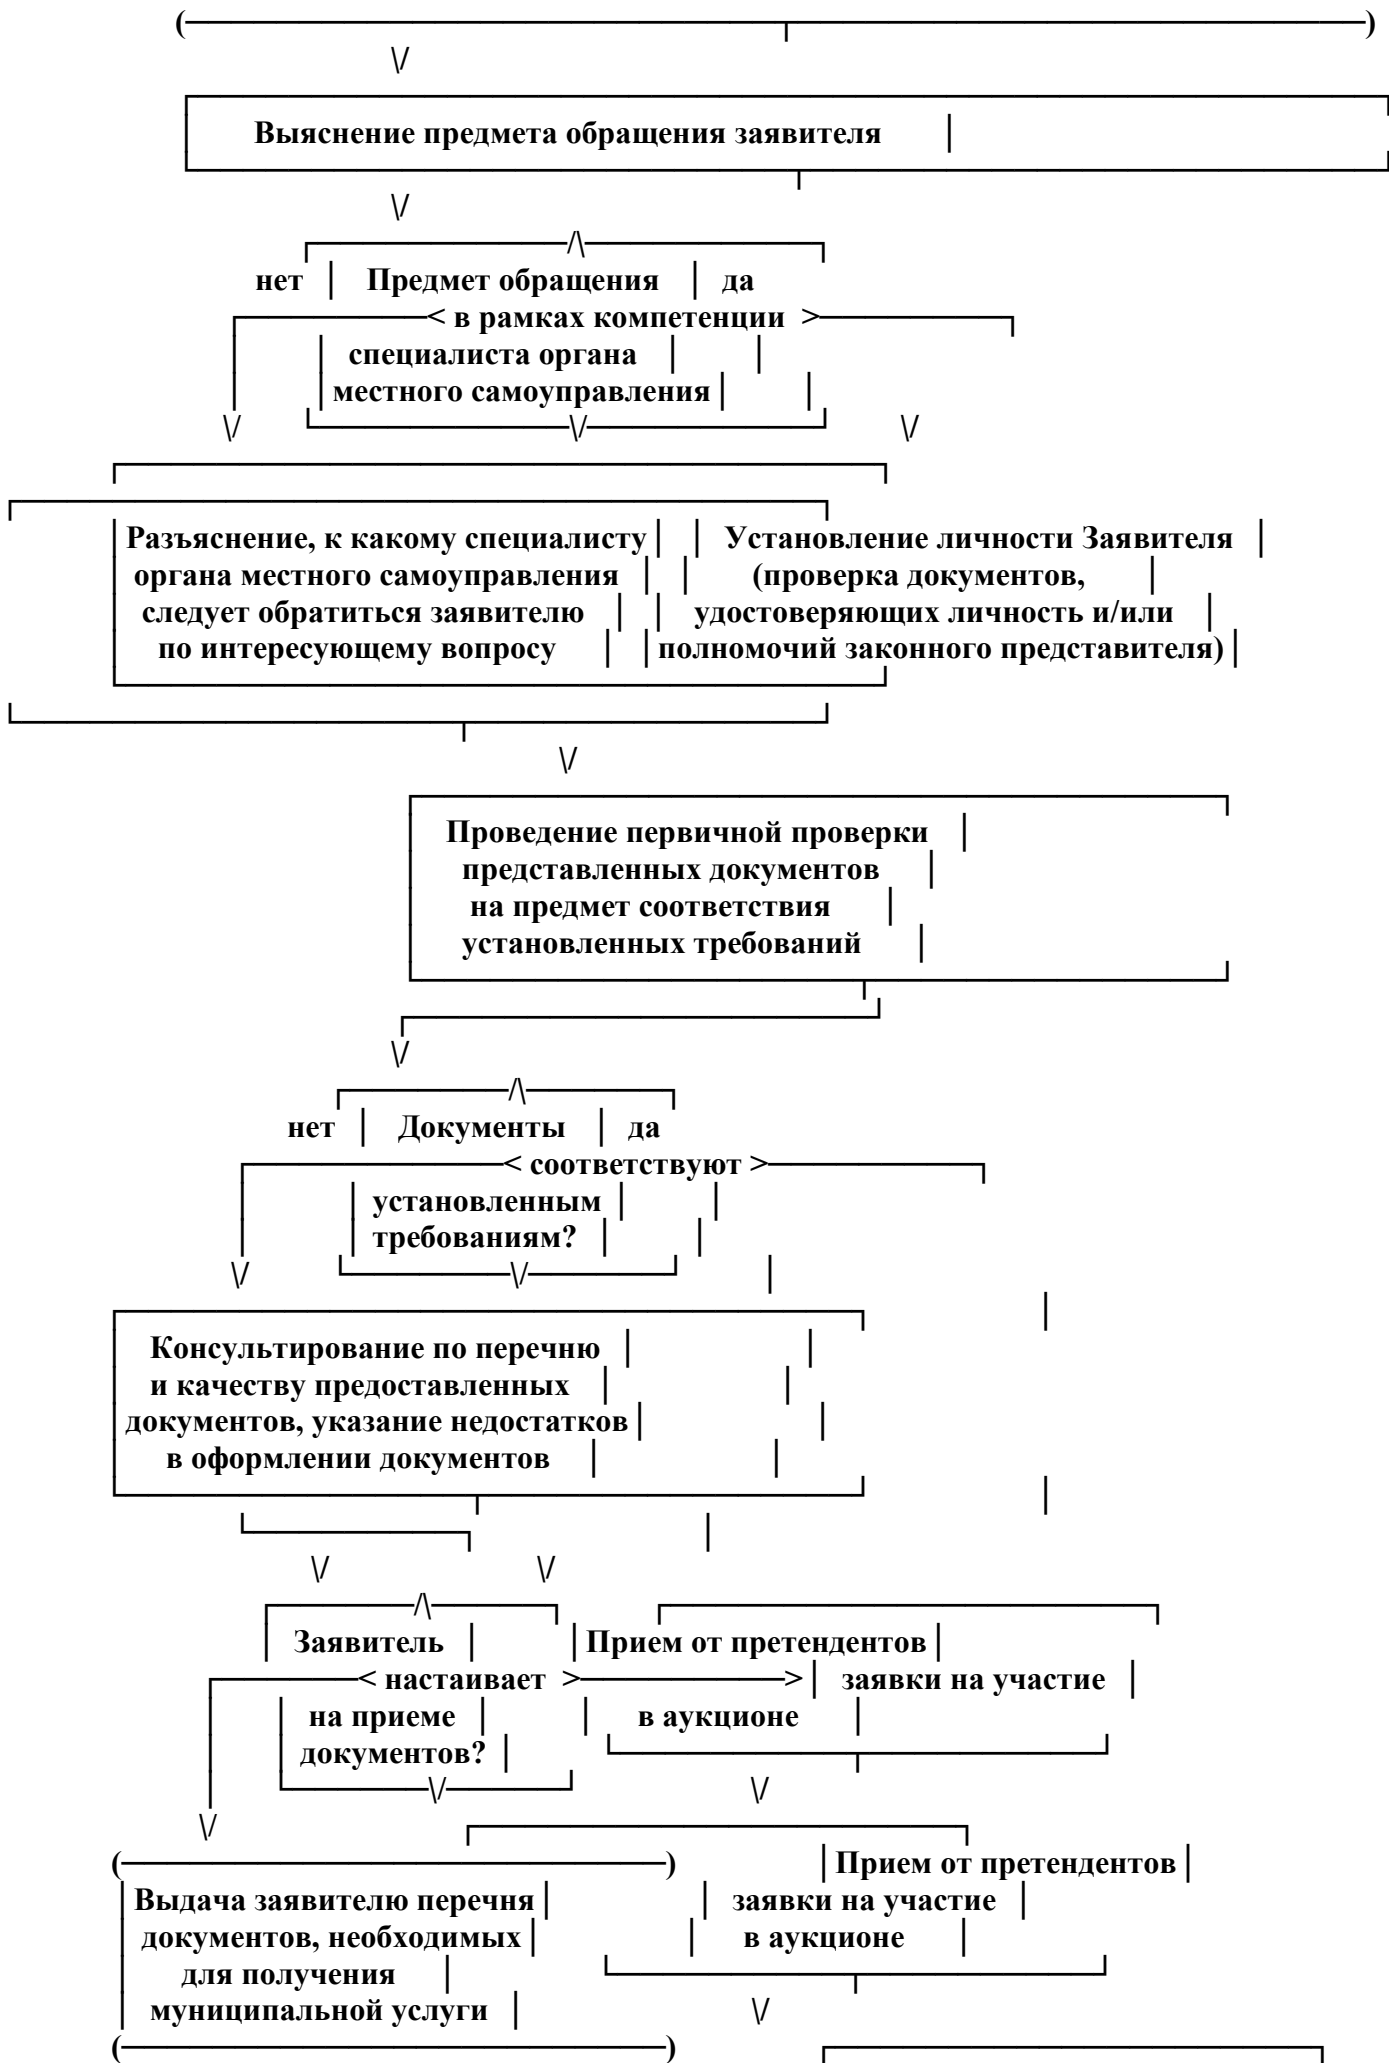 Выяснение предмета обращения заявителя
нет Предмет обращения да
< в рамках компетенции >
специалиста органа
местного самоуправления
Разъяснение, к какому специалисту Установление личности Заявителя
органа местного самоуправления (проверка документов,
следует обратиться заявителю удостоверяющих личность и/или
по интересующему вопросу полномочий законного представителя)
Проведение первичной проверки
представленных документов
на предмет соответствия
установленных требований
нет Документы да
< соответствуют >
установленным
требованиям?
Консультирование по перечню
и качеству предоставленных
документов, указание недостатков
в оформлении документов
Заявитель Прием от претендентов
< настаивает > > заявки на участие
на приеме в аукционе
документов?
Прием от претендентов
Выдача заявителю перечня заявки на участие
документов, необходимых в аукционе
для получения
муниципальной услуги